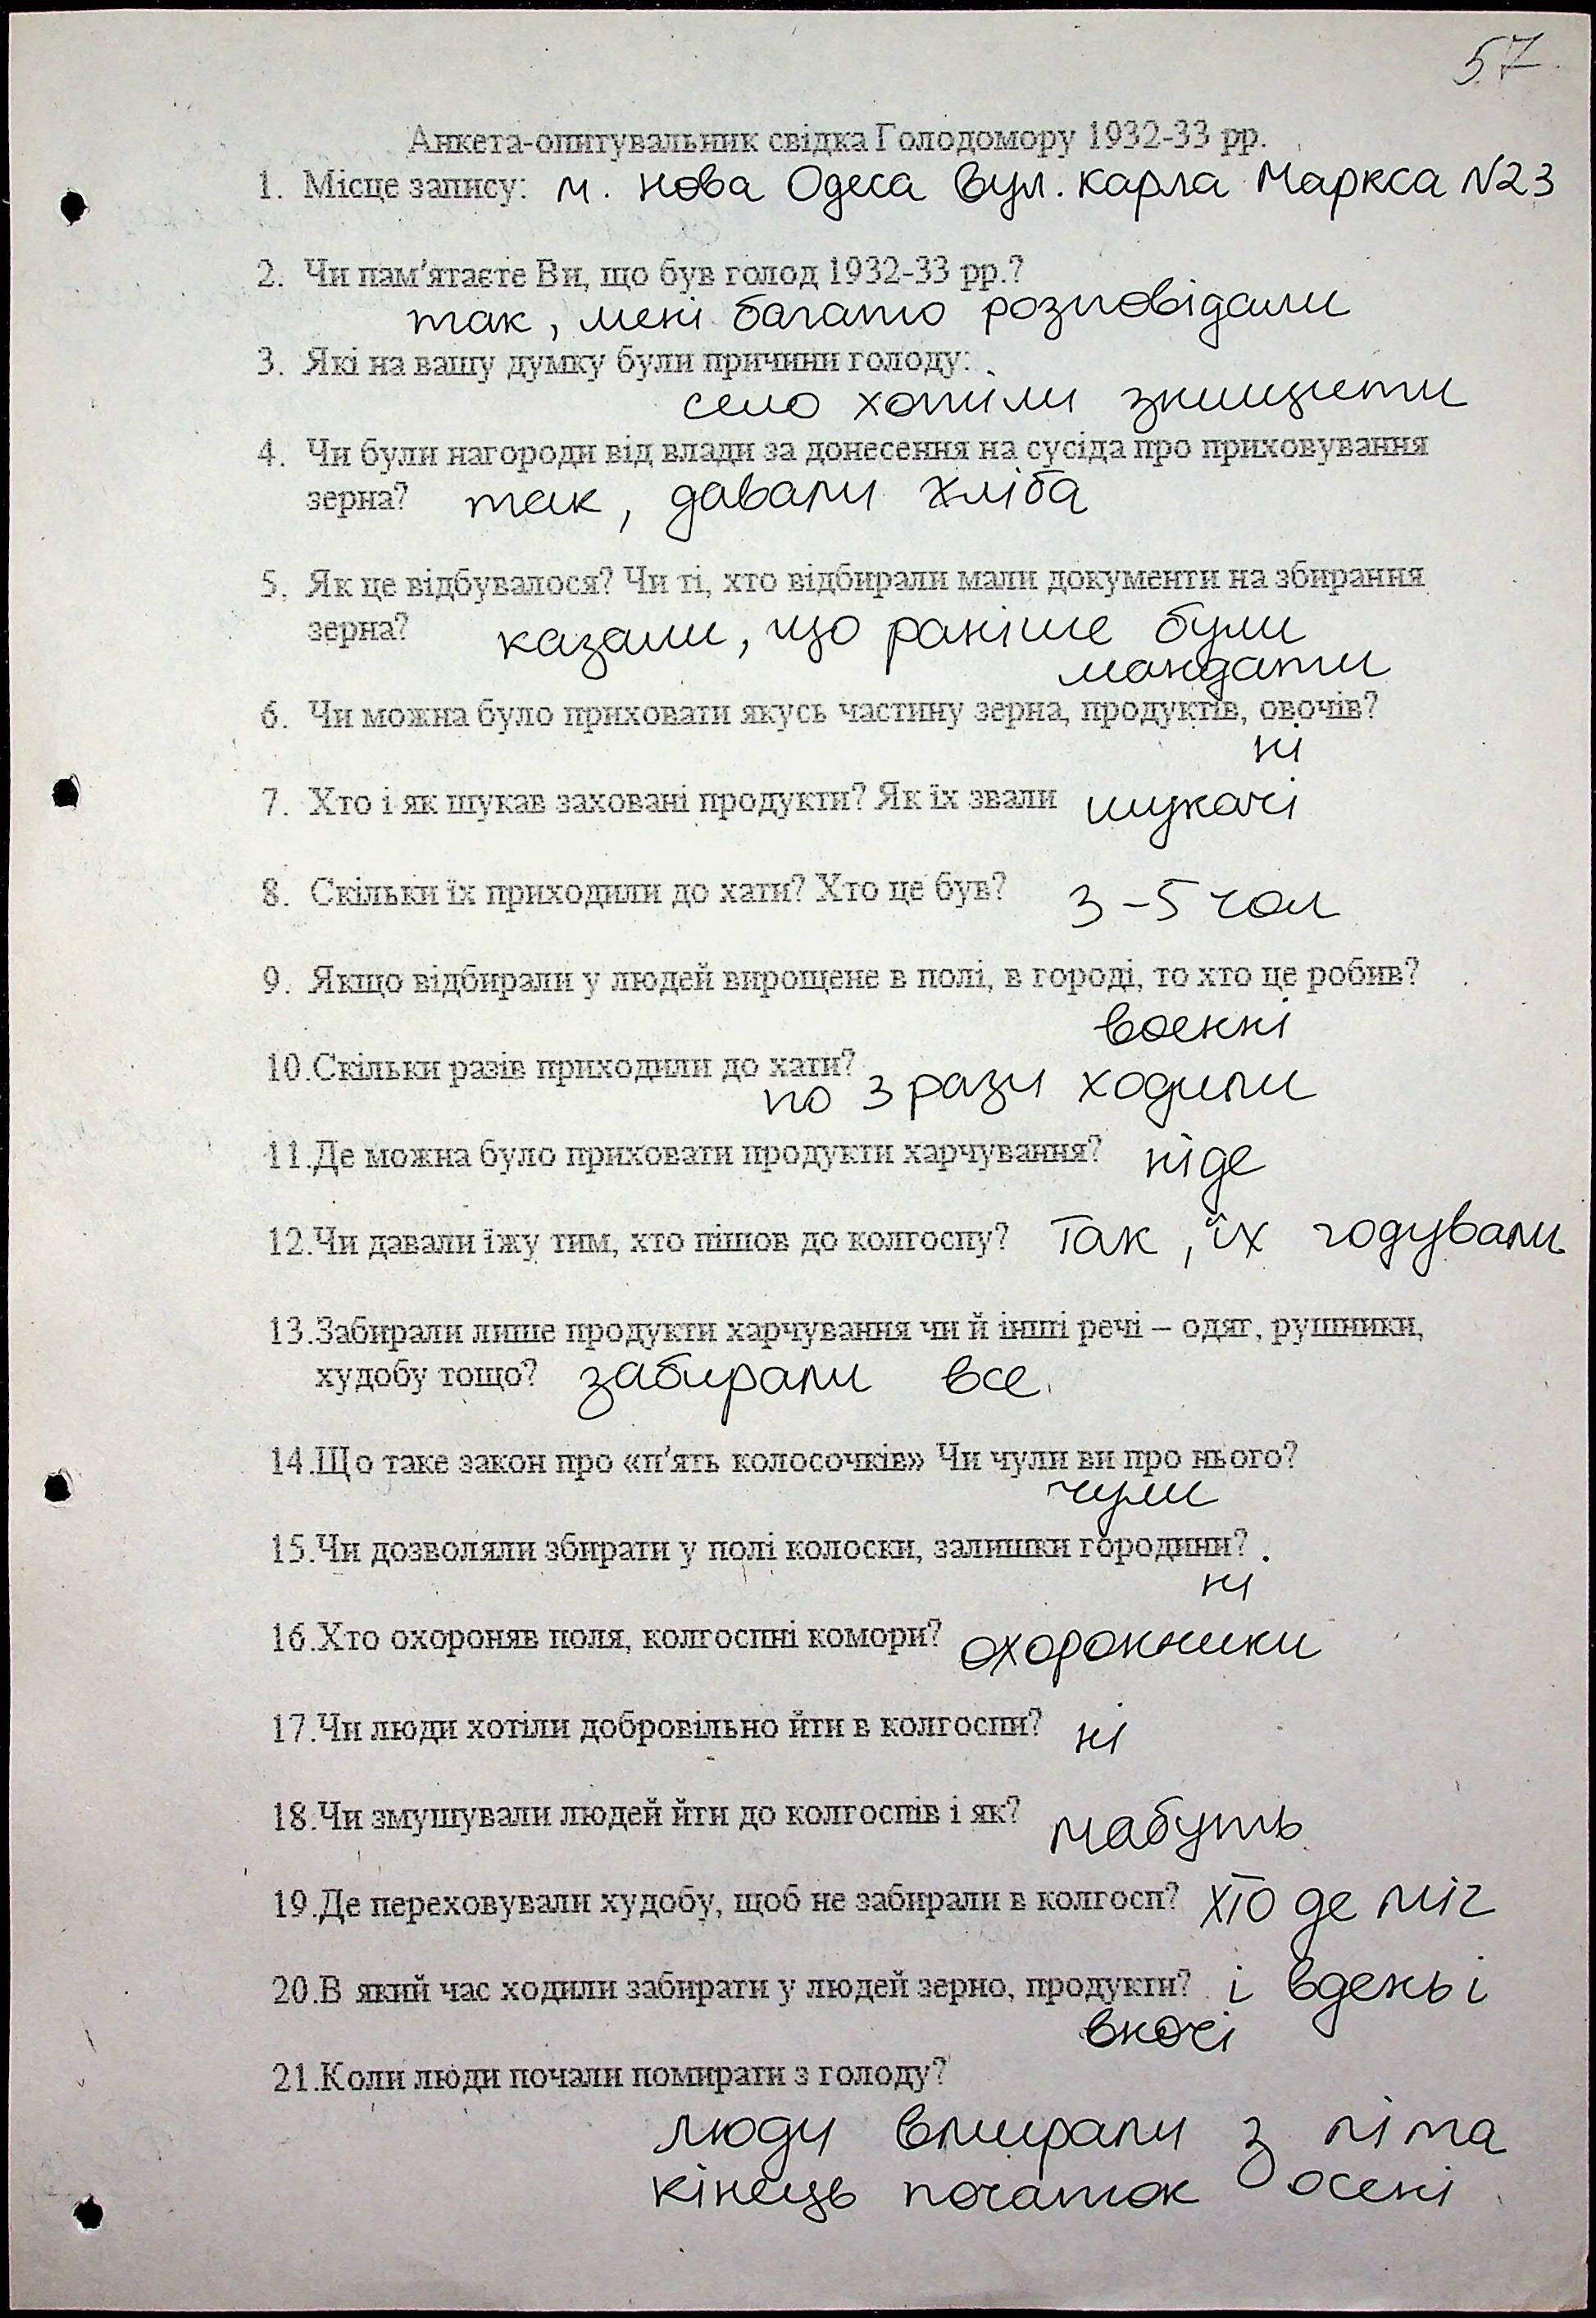 57
Анкета-опитувальник свідка Голодомору 1932-33 рр.
1. Місце запису: м. Нова Одеса вул. Карла Маркса №23
2. Чи пам'ятаєте Ви, що був голод 1932-33 рр.?
так, мені багато розповідали
3. Які на вашу думку були причини голоду:
село хотіли знищити
4. Чи були нагороди від влади за донесення на сусіда про приховування
зерна? так, давали хліба
5. Як це відбувалося? Чи ті, хто відбирали мали документи на збирання
зерна? казали, що раніше були
мандати
6. Чи можна було приховати якусь частину зерна, продуктів, овочів?
ні
7. Хто і як шукав заховані продукти? Як їх звали шукачі
8. Скільки їх приходили до хати? Хто це був? 3-5 чол
9. Якщо відбирали у людей вирощене в полі, в городі, то хто це робив?
воєнні
10.Скільки разів приходили до хати?
по 3 рази ходили
11.Де можна було приховати продукти харчування? ніде
12.Чи давали їжу тим, хто пішов до колгоспу? Так, їх годували
13.Забирали лише продукти харчування чи й інші речі – одяг, рушники,
худобу тощо? забирали все.
14.Що таке закон про «п'ять колосочків» Чи чули ви про нього?
чули
15.Чи дозволяли збирати у полі колоски, залишки городини?
ні
16.Хто охороняв поля, колгоспні комори? охоронники
17.Чи люди хотіли добровільно йти в колгоспи? ні
18.Чи змушували людей йти до колгоспів і як? мабуть
19.Де переховували худобу, щоб не забирали в колгосп? хто де міг
20.В який час ходили забирати у людей зерно, продукти? і вдень і
вночі
21.Коли люди почали помирати з голоду?
люди вмирали з літа
кінець початок осені